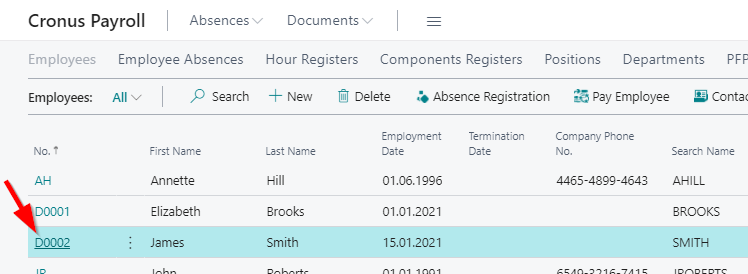 Cronus Payroll Absences Documents
Employees Employee Absences Hour Registers Components Registers Positions Departments PFP
Employees: All Search New Delete Absence Registration Pay Employee Contac
Employment Termination Company Phone
No. ↑ First Name Last Name Date Date No. Search Name
AH Annette Hill 01.06.1996 4465-4899-4643 AHILL
D0001 Elizabeth Brooks 01.01.2021 BROOKS
D0002 James Smith 15.01.2021 SMITH
JR John Roberts 01.01.1991 6549-3216-7415 JROBERTS